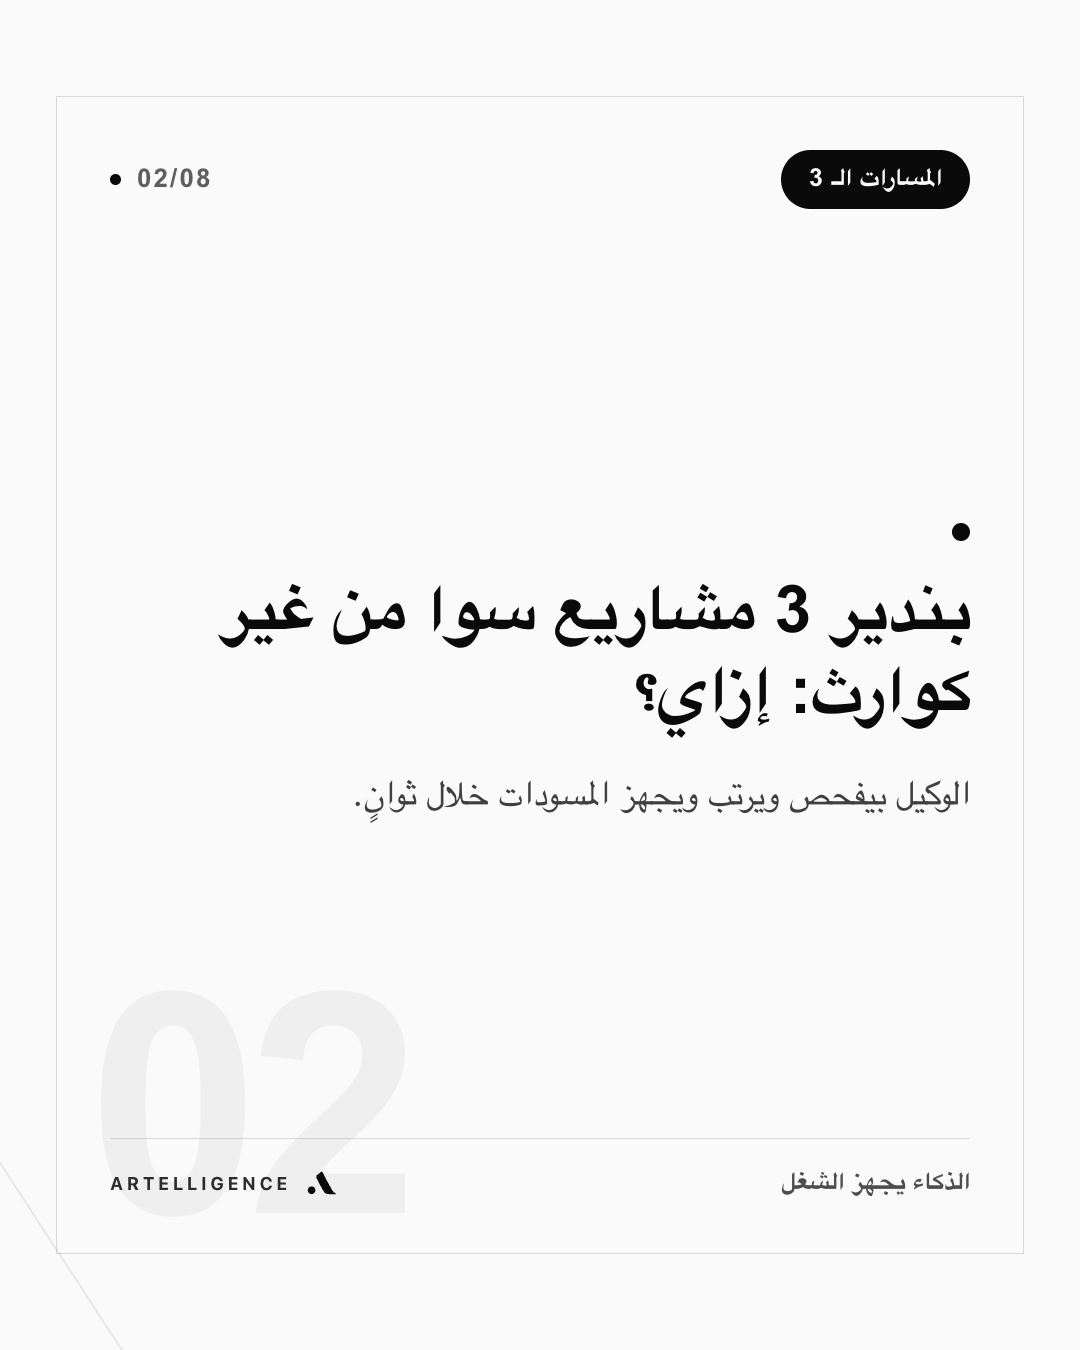 المسارات الـ 3
02/08
بندير 3 مشاريع سوا من غير
كوارث: إزاي؟
الوكيل بيفحص ويرتب ويجهز المسودات خلال ثوانٍ.
02
الذكاء يجهز الشغل
ARTELLIGENCE